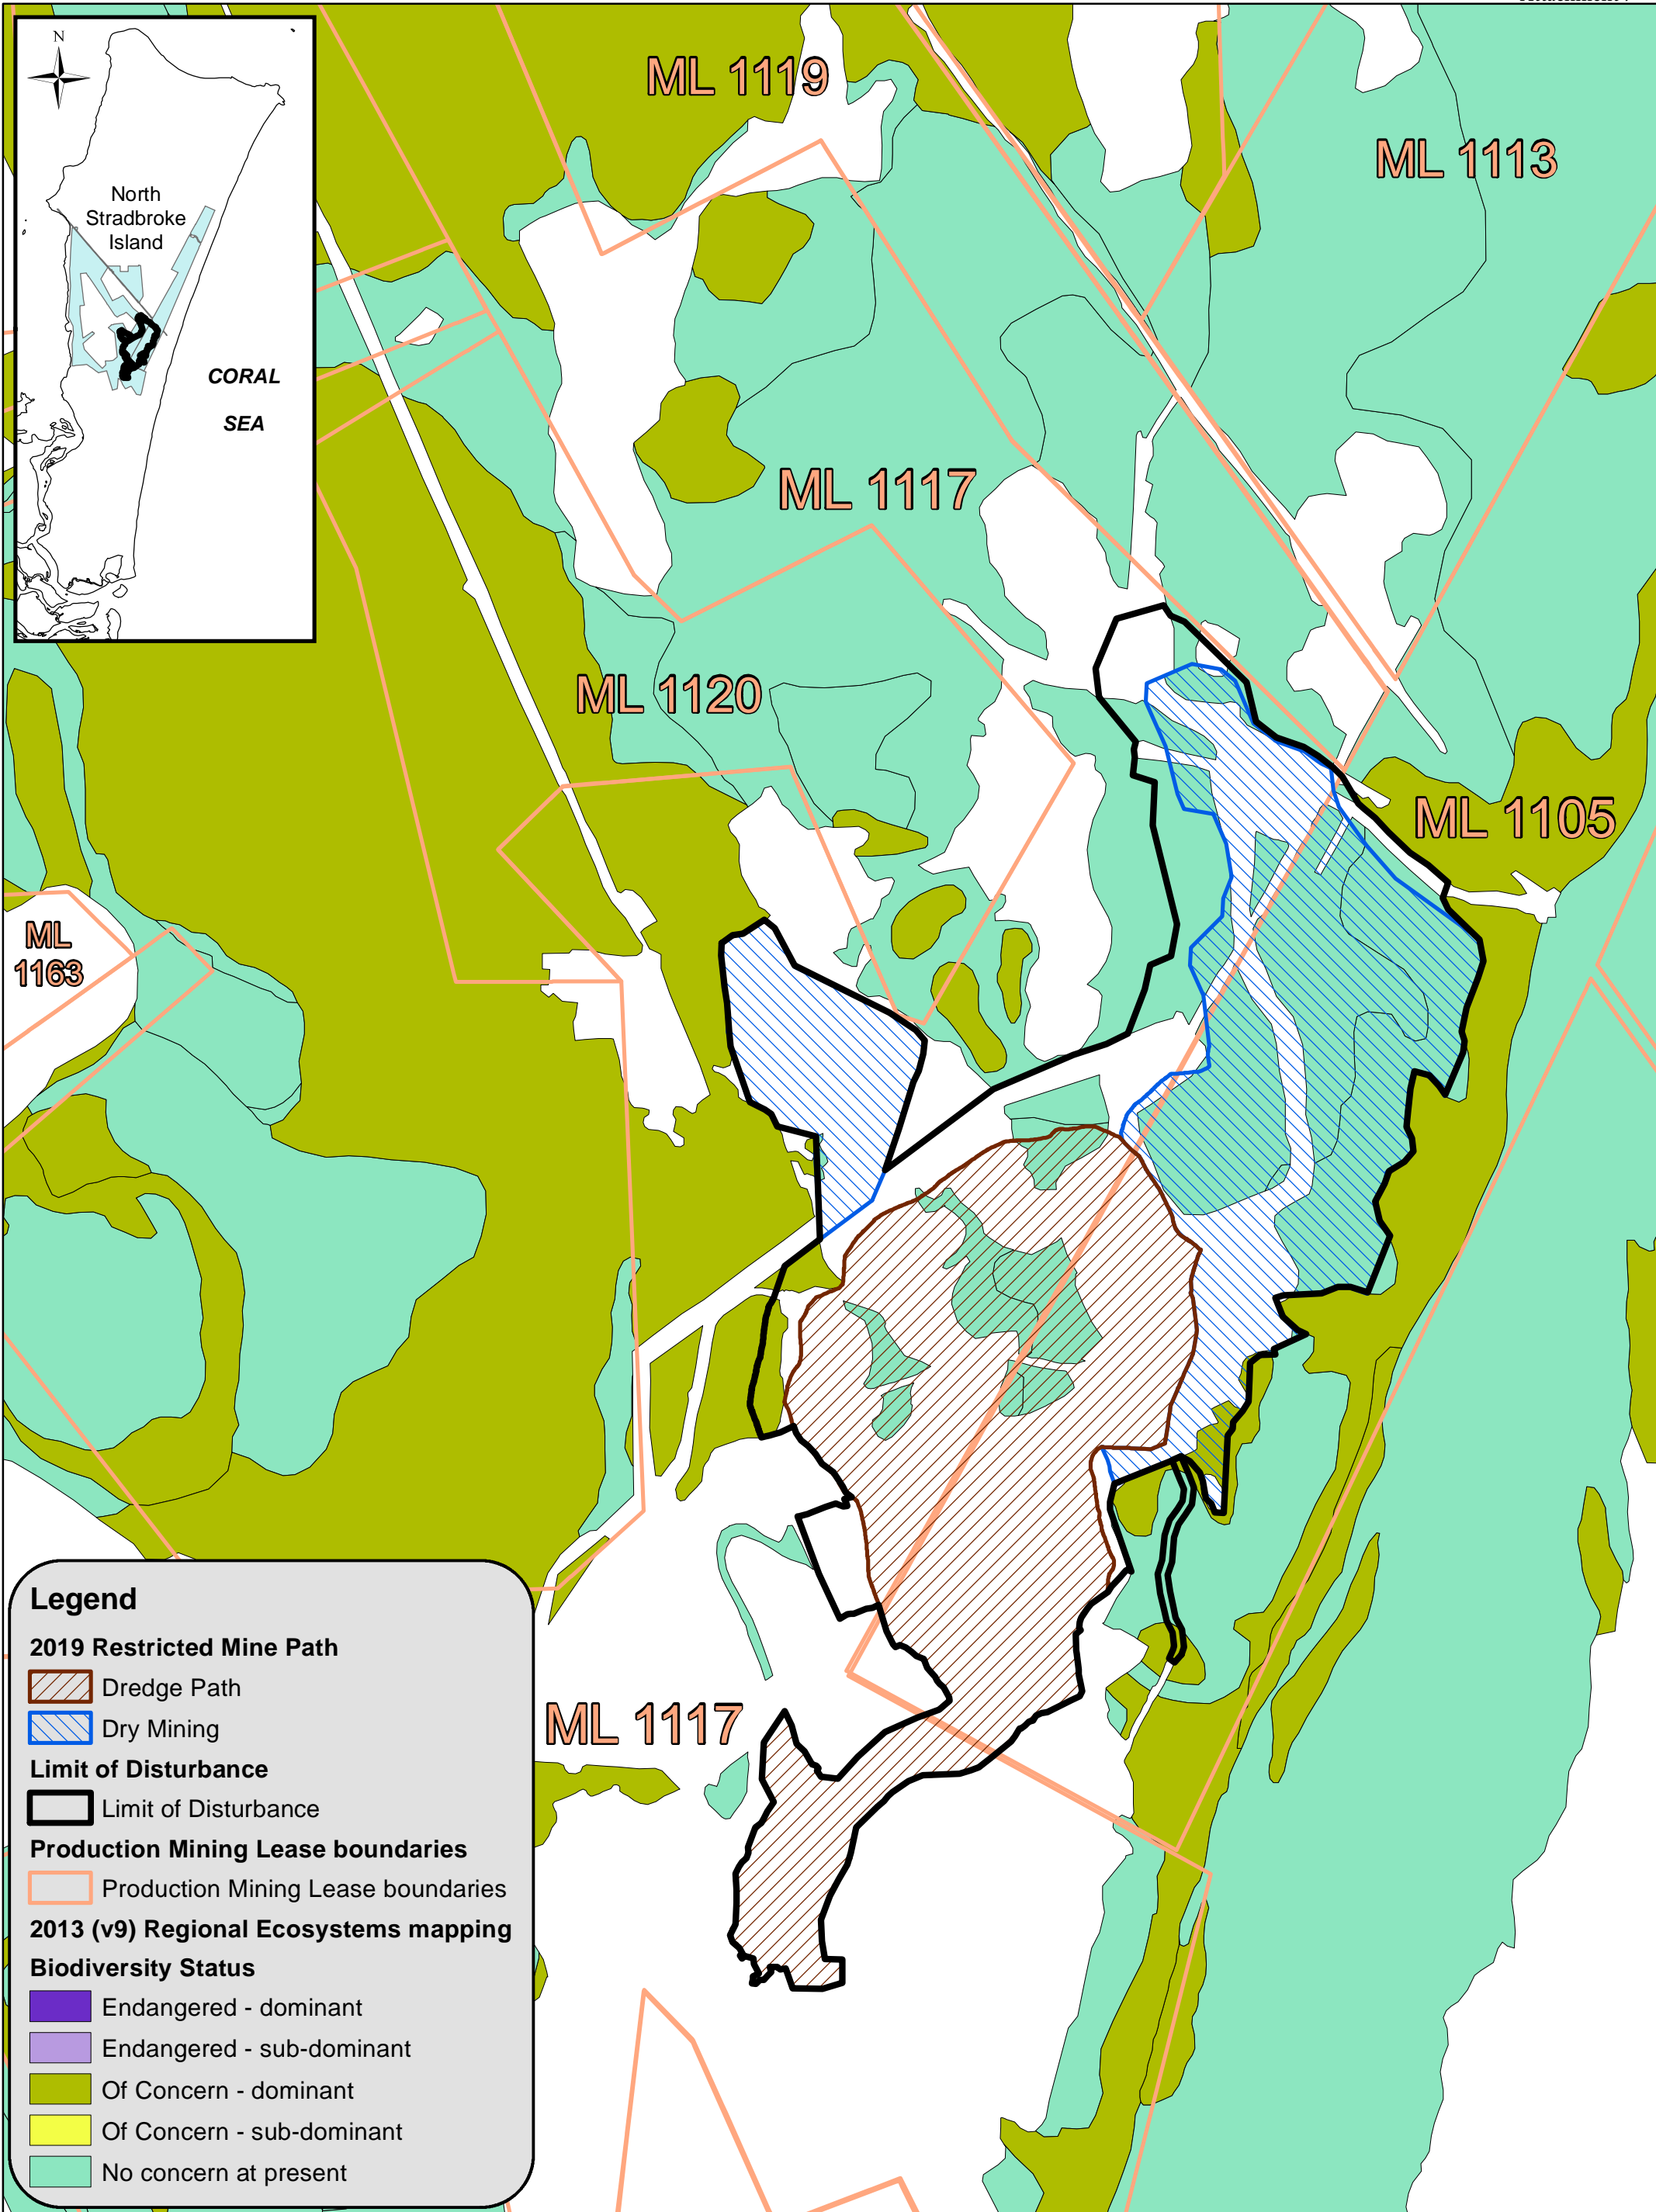 N
North
Stradbroke
Island
CORAL
SEA
ML 1119
ML 1113
ML 1117
ML 1120
ML 1105
ML
1163
ML 1117
Legend
2019 Restricted Mine Path
Dredge Path
Dry Mining
Limit of Disturbance
Limit of Disturbance
Production Mining Lease boundaries
Production Mining Lease boundaries
2013 (v9) Regional Ecosystems mapping
Biodiversity Status
Endangered - dominant
Endangered - sub-dominant
Of Concern - dominant
Of Concern - sub-dominant
No concern at present